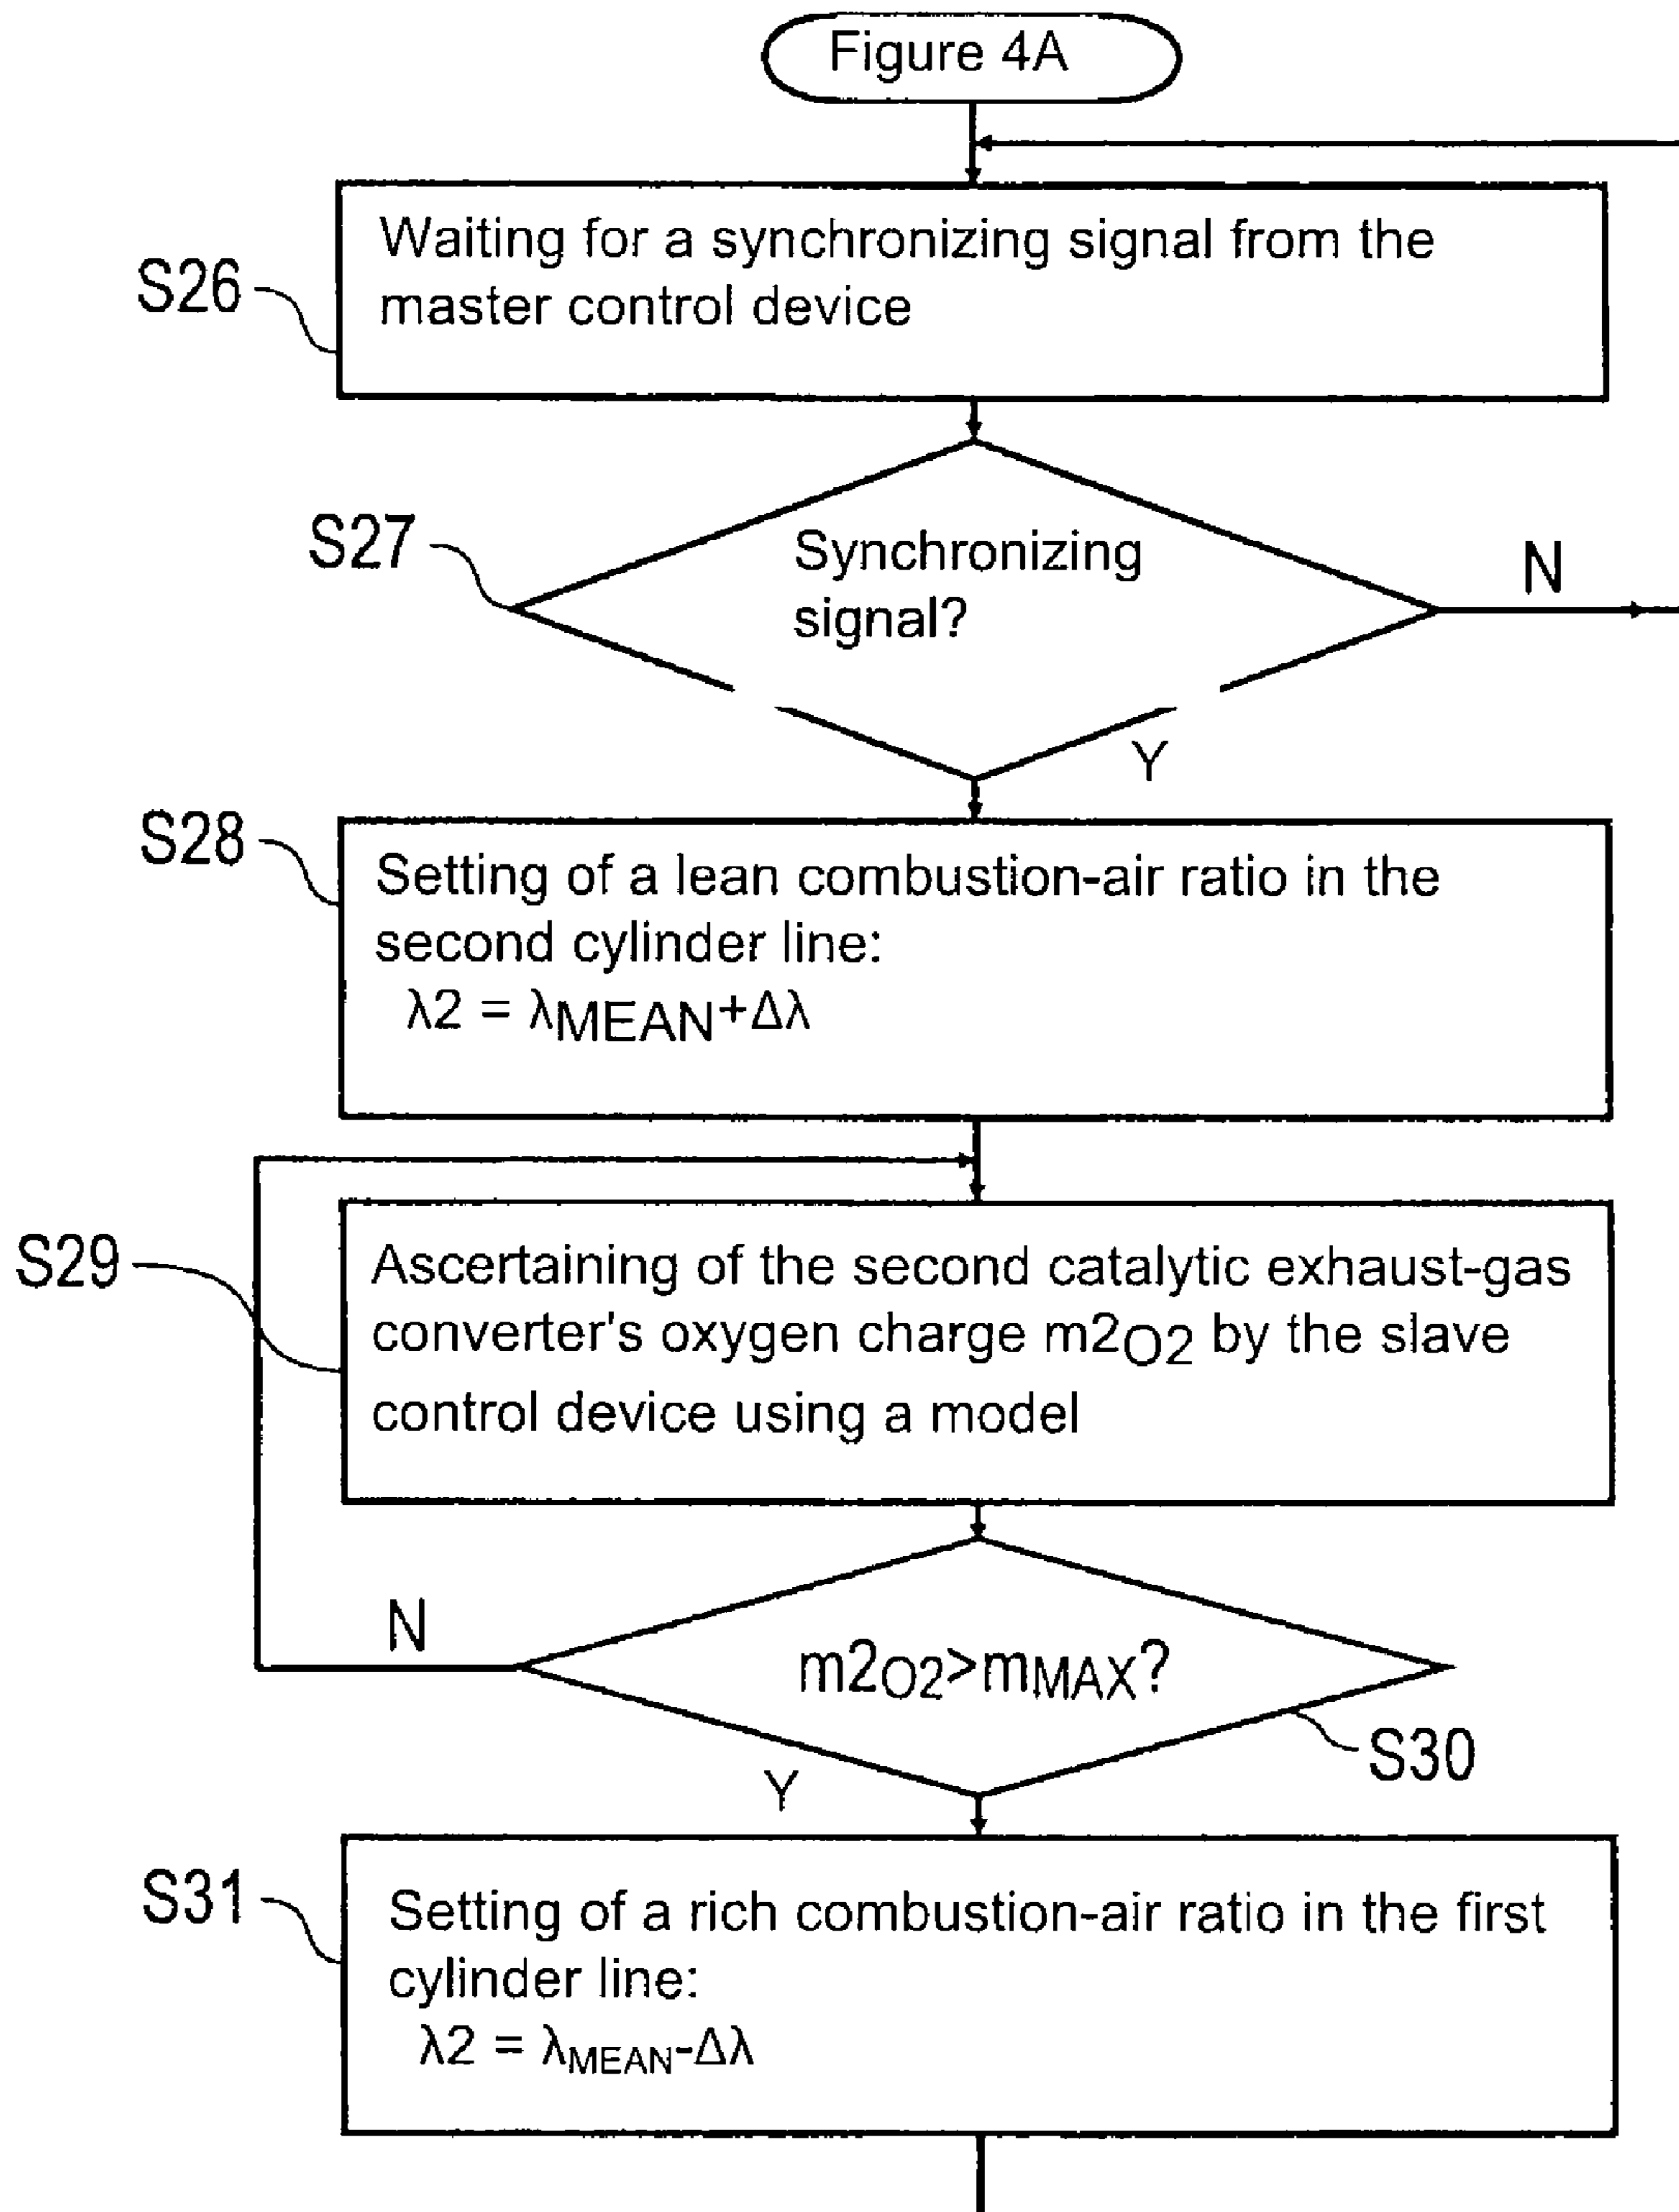 Figure 4A
Waiting for a synchronizing signal from the
master control device
S26
S27
Synchronizing
signal?
N
Y
S28
Setting of a lean combustion-air ratio in the
second cylinder line:
λ2 = λMEAN+Δλ
S29
Ascertaining of the second catalytic exhaust-gas
converter's oxygen charge m2O2 by the slave
control device using a model
N
m2O2>mMAX?
S30
Y
S31
Setting of a rich combustion-air ratio in the first
cylinder line:
λ2 = λMEAN-Δλ